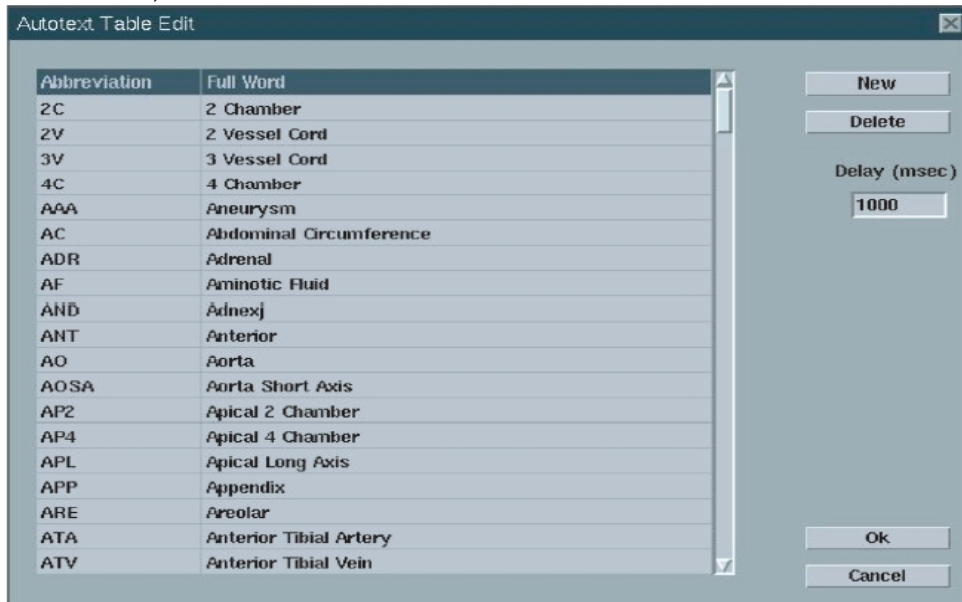 Autotext Table Edit
Abbreviation Full Word
2C 2 Chamber
2V 2 Vessel Cord
3V 3 Vessel Cord
4C 4 Chamber
AAA Aneurysm
AC Abdominal Circumference
ADR Adrenal
AF Aminotic Fluid
AND Adnexj
ANT Anterior
AO Aorta
AOSA Aorta Short Axis
AP2 Apical 2 Chamber
AP4 Apical 4 Chamber
APL Apical Long Axis
APP Appendix
ARE Areolar
ATA Anterior Tibial Artery
ATV Anterior Tibial Vein
New
Delete
Delay (msec)
1000
Ok
Cancel